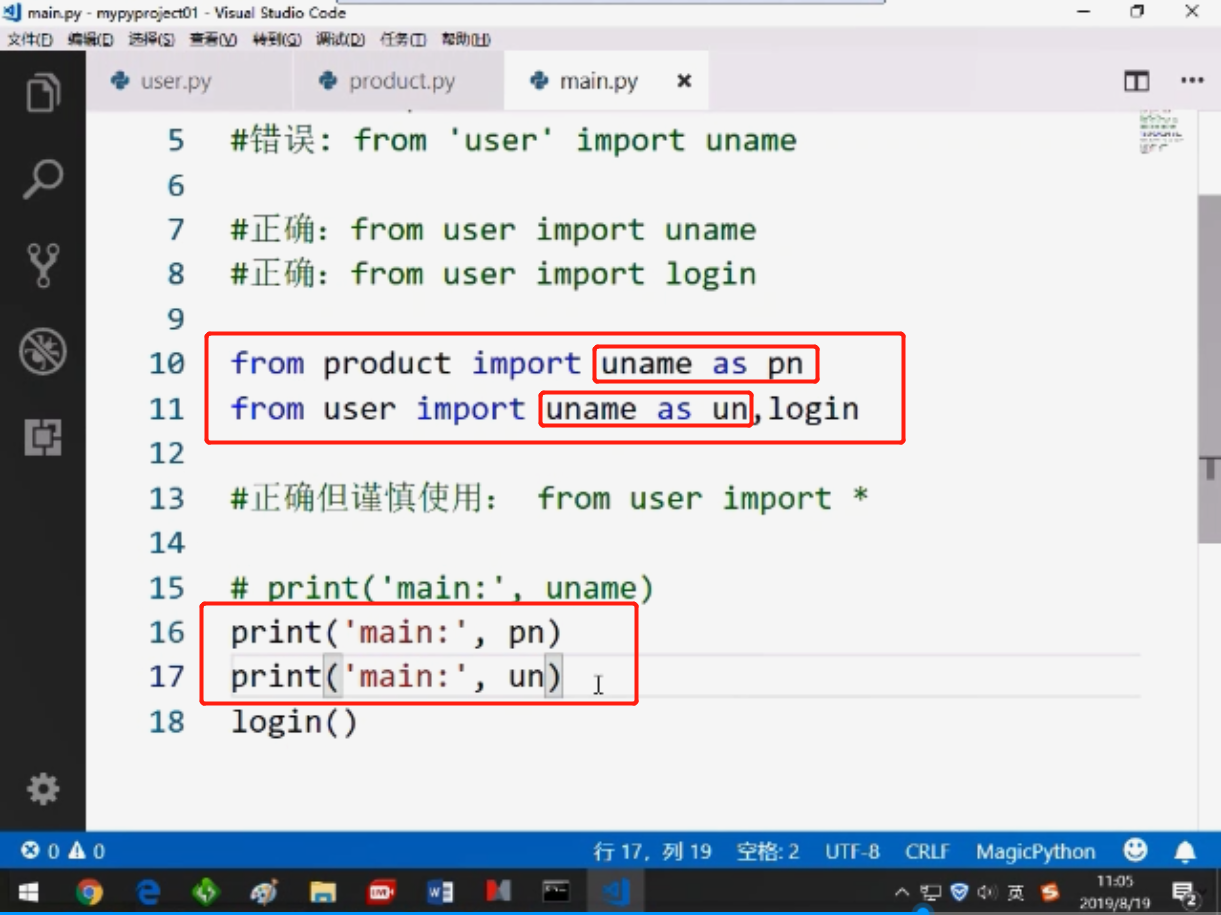 main.py - mypyproject01 - Visual Studio Code
文件(F) 编辑(E) 选择(S) 查看(V) 转到(G) 调试(D) 任务(T) 帮助(H)
user.py product.py main.py
5 #错误: from 'user' import uname
6
7 #正确: from user import uname
8 #正确: from user import login
9
10 from product import uname as pn
11 from user import uname as un,login
12
13 #正确但谨慎使用: from user import *
14
15 # print('main:', uname)
16 print('main:', pn)
17 print('main:', un)
18 login()
0 0 行 17, 列 19 空格: 2 UTF-8 CRLF MagicPython
英 11:05
2019/8/19 2